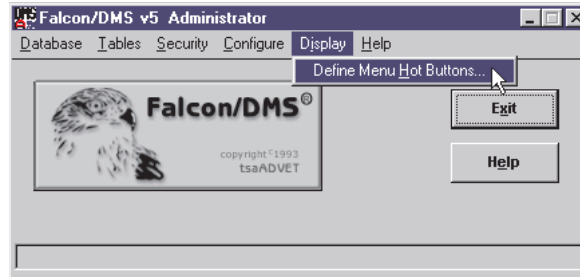 Falcon/DMS v5 Administrator
Database Tables Security Configure Display Help
Define Menu Hot Buttons...
Falcon/DMS®
Exit
copyright©1993
tsaADVET
Help